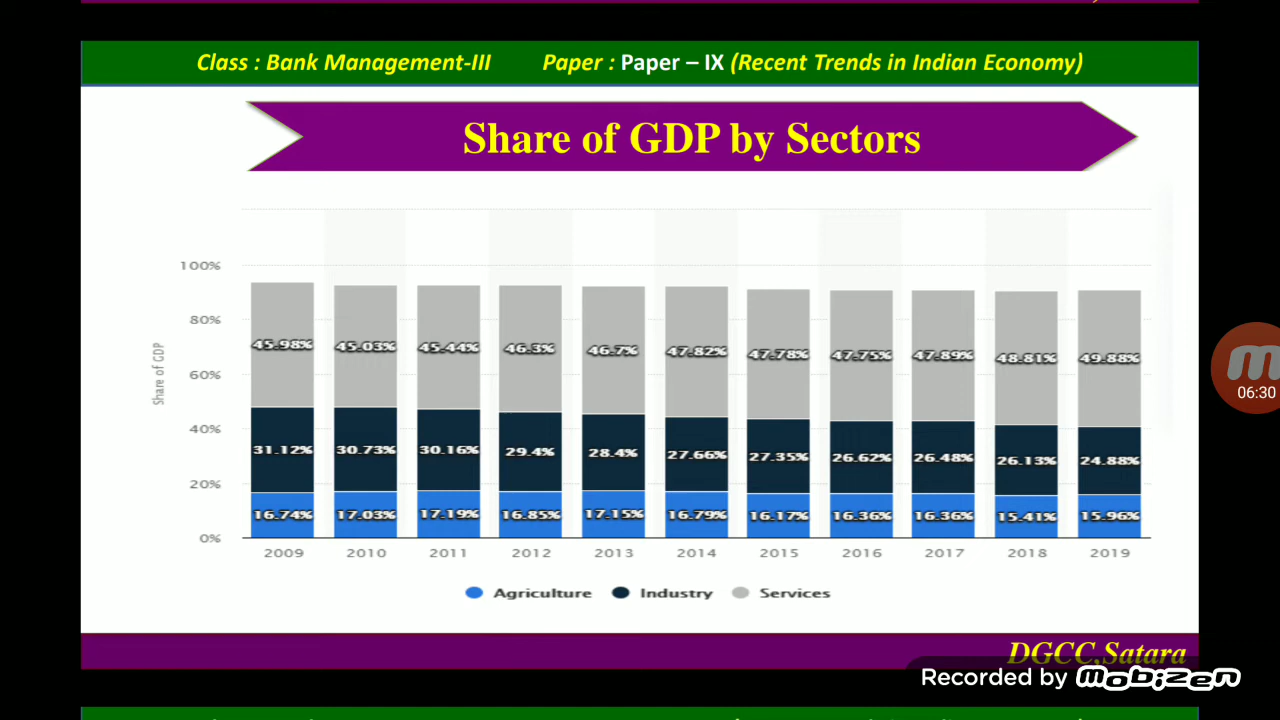 Class : Bank Management-III Paper : Paper – IX (Recent Trends in Indian Economy)
Share of GDP by Sectors
Share of GDP
100%
80%
60%
40%
20%
0%
45.98% 45.03% 45.44% 46.3% 46.7% 47.82% 47.78% 47.75% 47.89% 48.81% 49.88%
31.12% 30.73% 30.16% 29.4% 28.4% 27.66% 27.35% 26.62% 26.48% 26.13% 24.88%
16.74% 17.03% 17.19% 16.85% 17.15% 16.79% 16.17% 16.36% 16.36% 15.41% 15.96%
2009 2010 2011 2012 2013 2014 2015 2016 2017 2018 2019
Agriculture Industry Services
06:30
DGCC,Satara
Recorded by mobizen